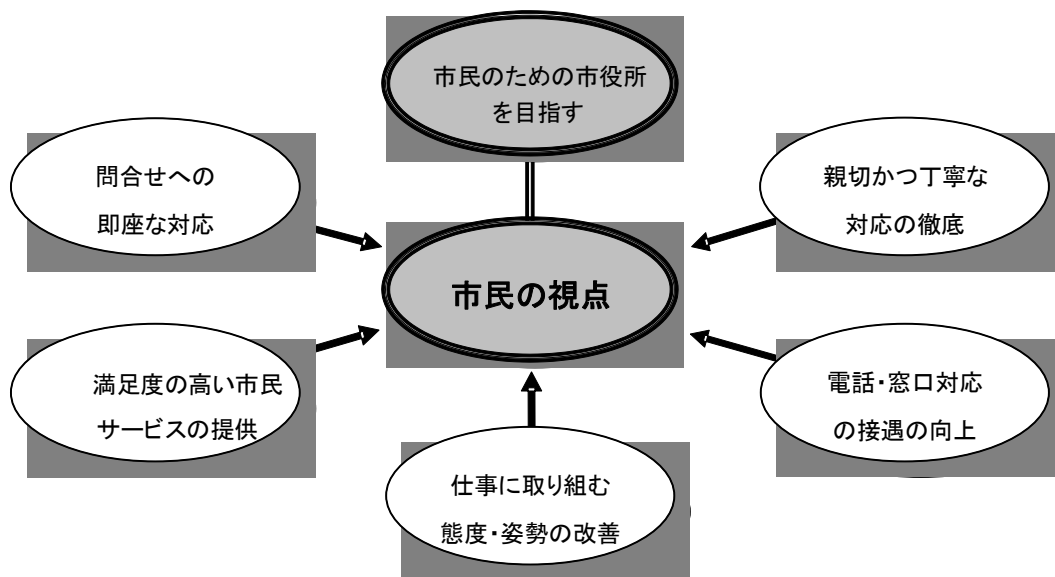 市民のための市役所
を目指す
問合せへの
即座な対応
親切かつ丁寧な
対応の徹底
市民の視点
満足度の高い市民
サービスの提供
電話・窓口対応
の接遇の向上
仕事に取り組む
態度・姿勢の改善